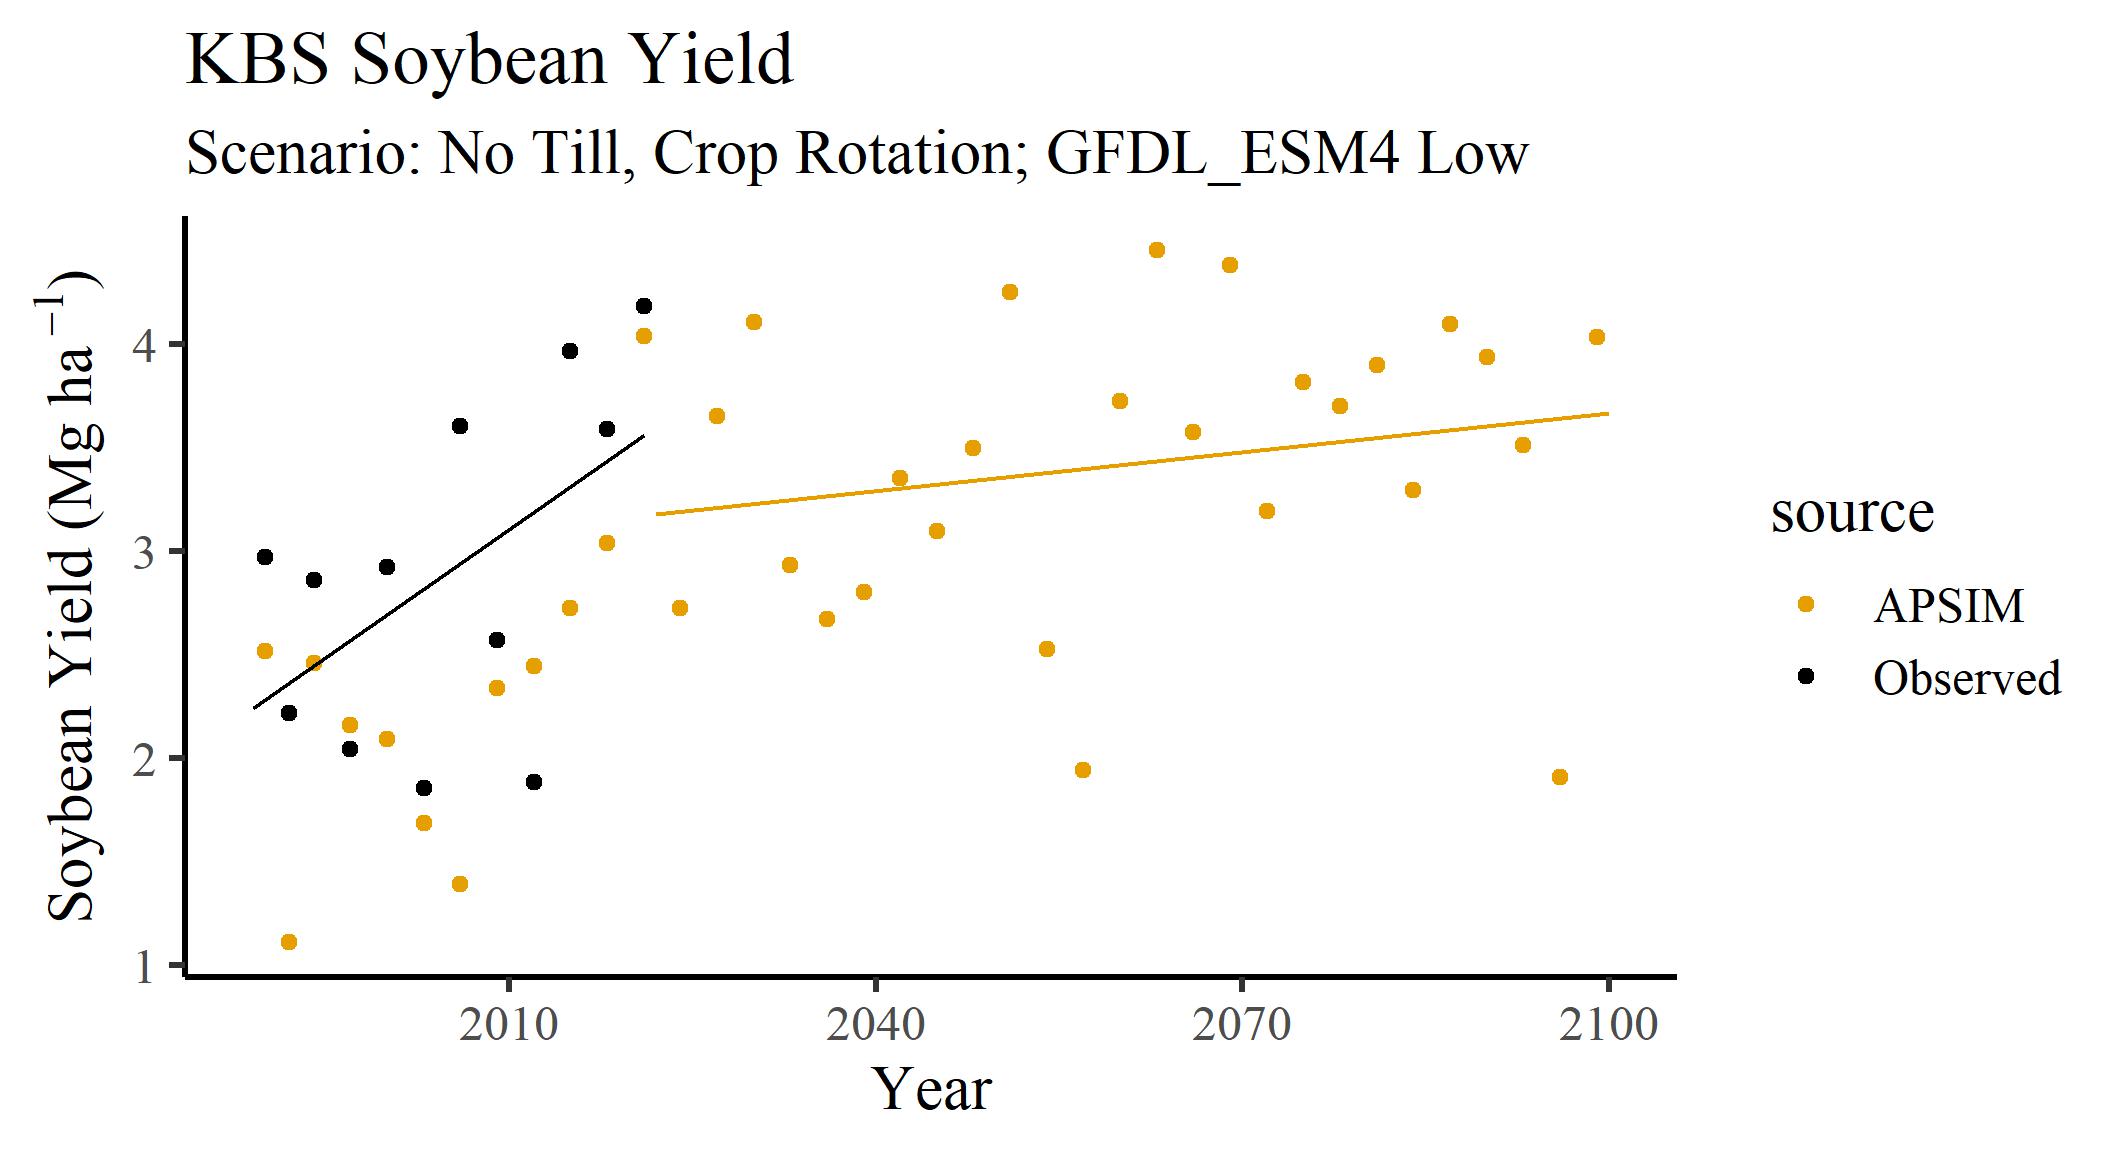 KBS Soybean Yield
Scenario: No Till, Crop Rotation; GFDL_ESM4 Low
Soybean Yield (Mg ha⁻¹)
4
3
2
1
2010 2040 2070 2100
Year
source
APSIM
Observed